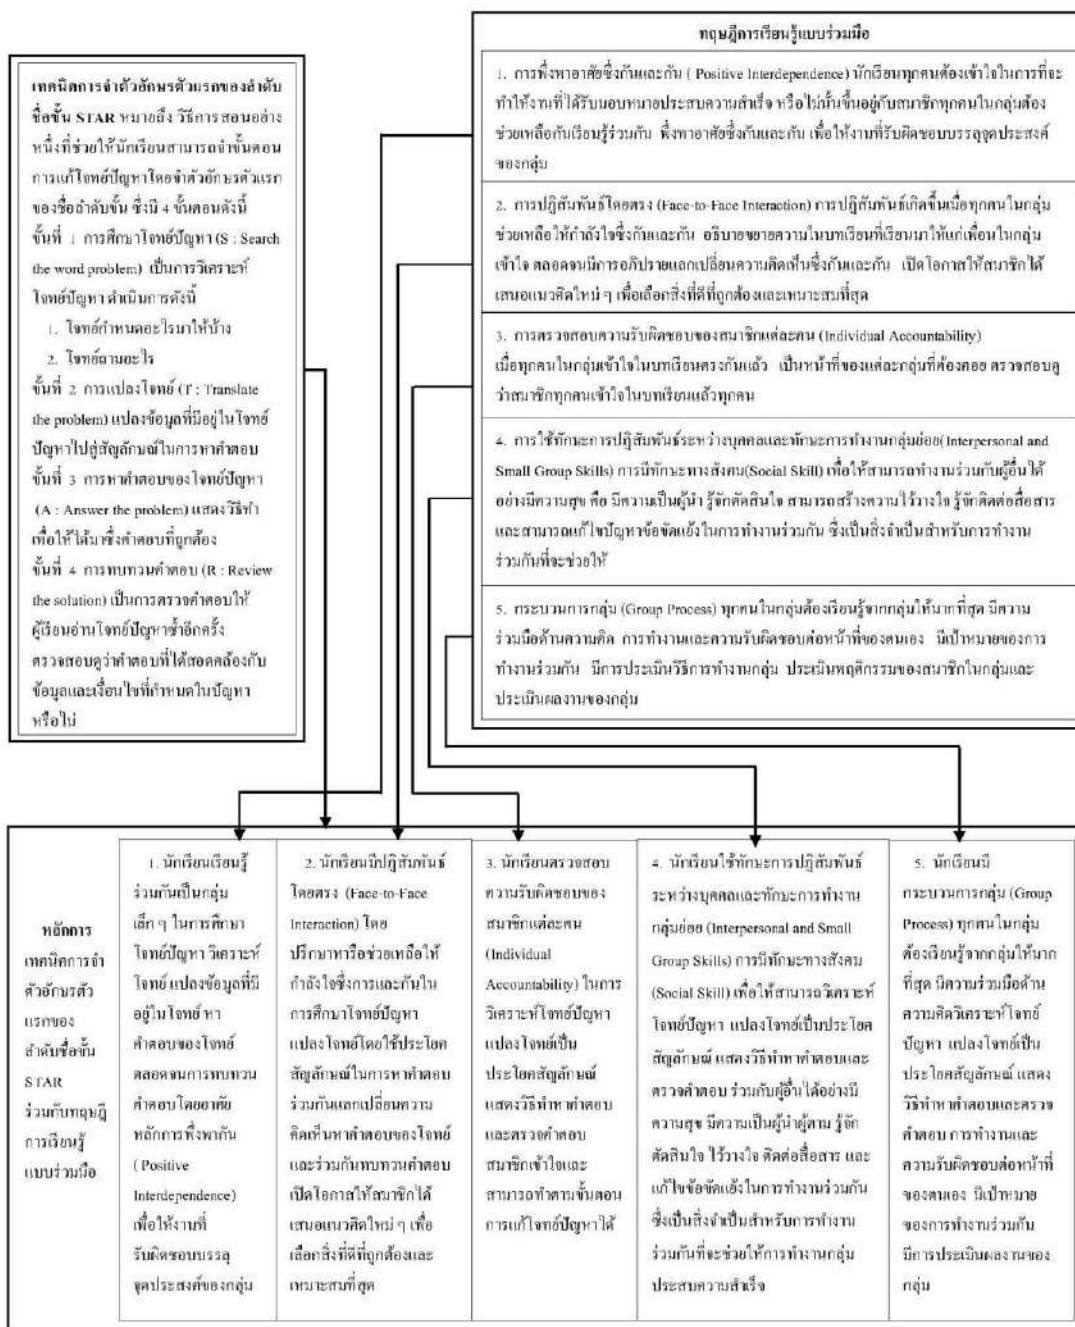 เทคนิคการจำตัวอักษรตัวแรกของลำดับ
ชื่อขั้น STAR หมายถึง วิธีการสอนอย่าง
หนึ่งที่ช่วยให้นักเรียนสามารถจำขั้นตอน
การแก้โจทย์ปัญหาโดยจำตัวอักษรตัวแรก
ของชื่อลำดับขั้น ซึ่งมี 4 ขั้นตอนดังนี้
ขั้นที่ 1 การศึกษาโจทย์ปัญหา (S : Search
the word problem) เป็นการวิเคราะห์
โจทย์ปัญหา ดำเนินการดังนี้
1. โจทย์กำหนดอะไรมาให้บ้าง
2. โจทย์ถามอะไร
ขั้นที่ 2 การแปลงโจทย์ (T : Translate
the problem) แปลงข้อมูลที่มีอยู่ในโจทย์
ปัญหาไปสู่สัญลักษณ์ในการหาคำตอบ
ขั้นที่ 3 การหาคำตอบของโจทย์ปัญหา
(A : Answer the problem) แสดงวิธีทำ
เพื่อให้ได้มาซึ่งคำตอบที่ถูกต้อง
ขั้นที่ 4 การทบทวนคำตอบ (R : Review
the solution) เป็นการตรวจคำตอบให้
ผู้เรียนอ่านโจทย์ปัญหาซ้ำอีกครั้ง
ตรวจสอบดูว่าคำตอบที่ได้สอดคล้องกับ
ข้อมูลและเงื่อนไขที่กำหนดในปัญหา
หรือไม่
ทฤษฎีการเรียนรู้แบบร่วมมือ
1. การพึ่งพาอาศัยซึ่งกันและกัน ( Positive Interdependence) นักเรียนทุกคนต้องเข้าใจในการที่จะ
ทำให้งานที่ได้รับมอบหมายประสบความสำเร็จ หรือไม่นั้นขึ้นอยู่กับสมาชิกทุกคนในกลุ่มต้อง
ช่วยเหลือกันเรียนรู้ร่วมกัน พึ่งพาอาศัยซึ่งกันและกัน เพื่อให้งานที่รับผิดชอบบรรลุจุดประสงค์
ของกลุ่ม
2. การปฏิสัมพันธ์โดยตรง (Face-to-Face Interaction) การปฏิสัมพันธ์เกิดขึ้นเมื่อทุกคนในกลุ่ม
ช่วยเหลือให้กำลังใจซึ่งกันและกัน อธิบายขยายความในบทเรียนที่เรียนมาให้แก่เพื่อนในกลุ่ม
เข้าใจ ตลอดจนมีการอภิปรายแลกเปลี่ยนความคิดเห็นซึ่งกันและกัน เปิดโอกาสให้สมาชิกได้
เสนอแนวคิดใหม่ ๆ เพื่อเลือกสิ่งที่ดีที่ถูกต้องและเหมาะสมที่สุด
3. การตรวจสอบความรับผิดชอบของสมาชิกแต่ละคน (Individual Accountability)
เมื่อทุกคนในกลุ่มเข้าใจในบทเรียนตรงกันแล้ว เป็นหน้าที่ของแต่ละกลุ่มที่ต้องคอย ตรวจสอบดู
ว่าสมาชิกทุกคนเข้าใจในบทเรียนแล้วทุกคน
4. การใช้ทักษะการปฏิสัมพันธ์ระหว่างบุคคลและทักษะการทำงานกลุ่มย่อย(Interpersonal and
Small Group Skills) การมีทักษะทางสังคม(Social Skill) เพื่อให้สามารถทำงานร่วมกับผู้อื่นได้
อย่างมีความสุข คือ มีความเป็นผู้นำ รู้จักตัดสินใจ สามารถสร้างความไว้วางใจ รู้จักติดต่อสื่อสาร
และสามารถแก้ไขปัญหาข้อขัดแย้งในการทำงานร่วมกัน ซึ่งเป็นสิ่งจำเป็นสำหรับการทำงาน
ร่วมกันที่จะช่วยให้
5. กระบวนการกลุ่ม (Group Process) ทุกคนในกลุ่มต้องเรียนรู้จากกลุ่มให้มากที่สุด มีความ
ร่วมมือด้านความคิด การทำงานและความรับผิดชอบต่อหน้าที่ของตนเอง มีเป้าหมายของการ
ทำงานร่วมกัน มีการประเมินวิธีการทำงานกลุ่ม ประเมินพฤติกรรมของสมาชิกในกลุ่มและ
ประเมินผลงานของกลุ่ม
หลักการ
เทคนิคการจำ
ตัวอักษรตัว
แรกของ
ลำดับชื่อขั้น
STAR
ร่วมกับทฤษฎี
การเรียนรู้
แบบร่วมมือ
1. นักเรียนเรียนรู้
ร่วมกันเป็นกลุ่ม
เล็ก ๆ ในการศึกษา
โจทย์ปัญหา วิเคราะห์
โจทย์ แปลงข้อมูลที่มี
อยู่ในโจทย์ หา
คำตอบของโจทย์
ตลอดจนการทบทวน
คำตอบโดยอาศัย
หลักการพึ่งพากัน
( Positive
Interdependence)
เพื่อให้งานที่
รับผิดชอบบรรลุ
จุดประสงค์ของกลุ่ม
2. นักเรียนมีปฏิสัมพันธ์
โดยตรง (Face-to-Face
Interaction) โดย
ปรึกษาหารือช่วยเหลือให้
กำลังใจซึ่งการและกันใน
การศึกษาโจทย์ปัญหา
แปลงโจทย์โดยใช้ประโยค
สัญลักษณ์ในการหาคำตอบ
ร่วมกันแลกเปลี่ยนความ
คิดเห็นหาคำตอบของโจทย์
และร่วมกันทบทวนคำตอบ
เปิดโอกาสให้สมาชิกได้
เสนอแนวคิดใหม่ ๆ เพื่อ
เลือกสิ่งที่ดีที่ถูกต้องและ
เหมาะสมที่สุด
3. นักเรียนตรวจสอบ
ความรับผิดชอบของ
สมาชิกแต่ละคน
(Individual
Accountability) ในการ
วิเคราะห์โจทย์ปัญหา
แปลงโจทย์เป็น
ประโยคสัญลักษณ์
แสดงวิธีทำหาคำตอบ
และตรวจคำตอบ
สมาชิกเข้าใจและ
สามารถทำตามขั้นตอน
การแก้โจทย์ปัญหาได้
4. นักเรียนใช้ทักษะการปฏิสัมพันธ์
ระหว่างบุคคลและทักษะการทำงาน
กลุ่มย่อย (Interpersonal and Small
Group Skills) การมีทักษะทางสังคม
(Social Skill) เพื่อให้สามารถวิเคราะห์
โจทย์ปัญหา แปลงโจทย์เป็นประโยค
สัญลักษณ์ แสดงวิธีทำหาคำตอบและ
ตรวจคำตอบ ร่วมกับผู้อื่นได้อย่างมี
ความสุข มีความเป็นผู้นำผู้ตาม รู้จัก
ตัดสินใจ ไว้วางใจ ติดต่อสื่อสาร และ
แก้ไขข้อขัดแย้งในการทำงานร่วมกัน
ซึ่งเป็นสิ่งจำเป็นสำหรับการทำงาน
ร่วมกันที่จะช่วยให้การทำงานกลุ่ม
ประสบความสำเร็จ
5. นักเรียนมี
กระบวนการกลุ่ม (Group
Process) ทุกคนในกลุ่ม
ต้องเรียนรู้จากกลุ่มให้มาก
ที่สุด มีความร่วมมือด้าน
ความคิดวิเคราะห์โจทย์
ปัญหา แปลงโจทย์เป็น
ประโยคสัญลักษณ์ แสดง
วิธีทำหาคำตอบและตรวจ
คำตอบ การทำงานและ
ความรับผิดชอบต่อหน้าที่
ของตนเอง มีเป้าหมาย
ของการทำงานร่วมกัน
มีการประเมินผลงานของ
กลุ่ม